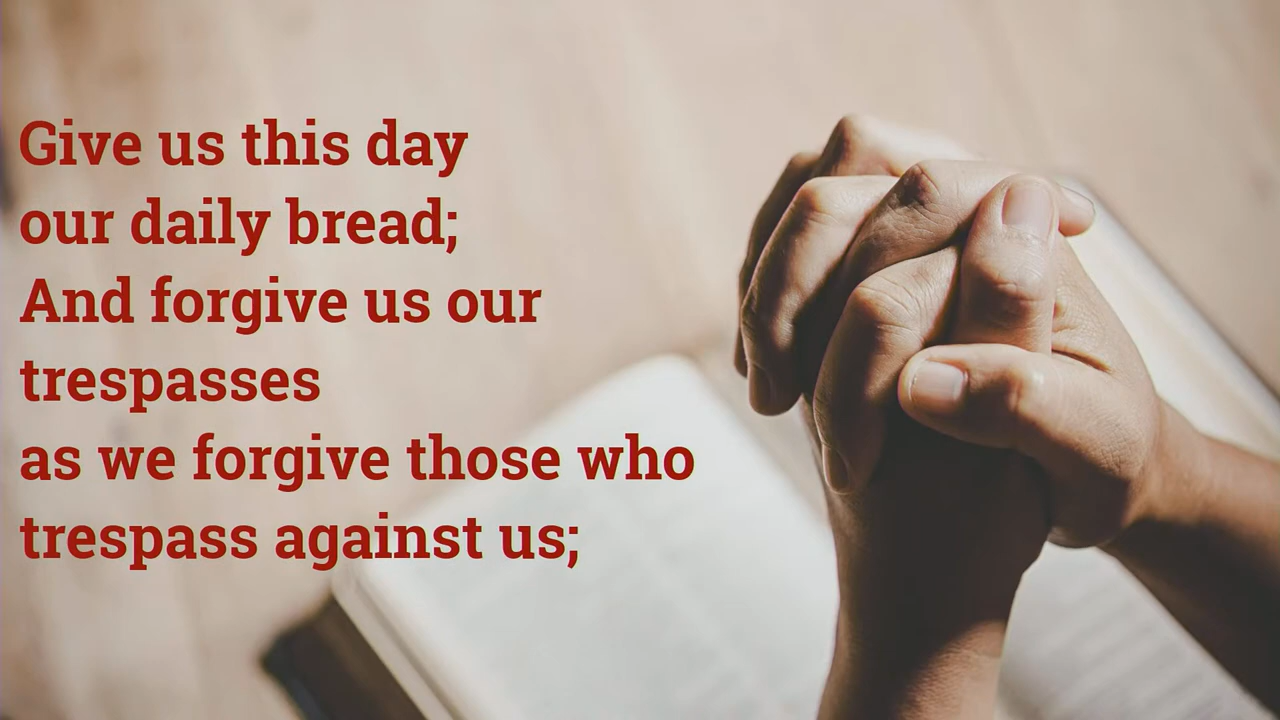 Give us this day
our daily bread;
And forgive us our
trespasses
as we forgive those who
trespass against us;